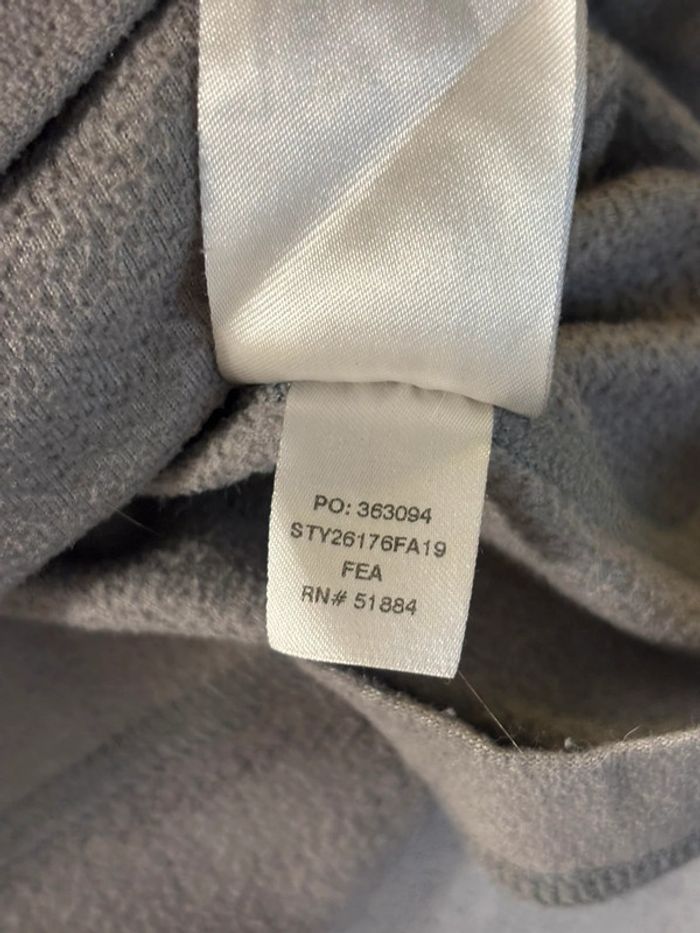 PO: 363094
STY26176FA19
FEA
RN# 51884